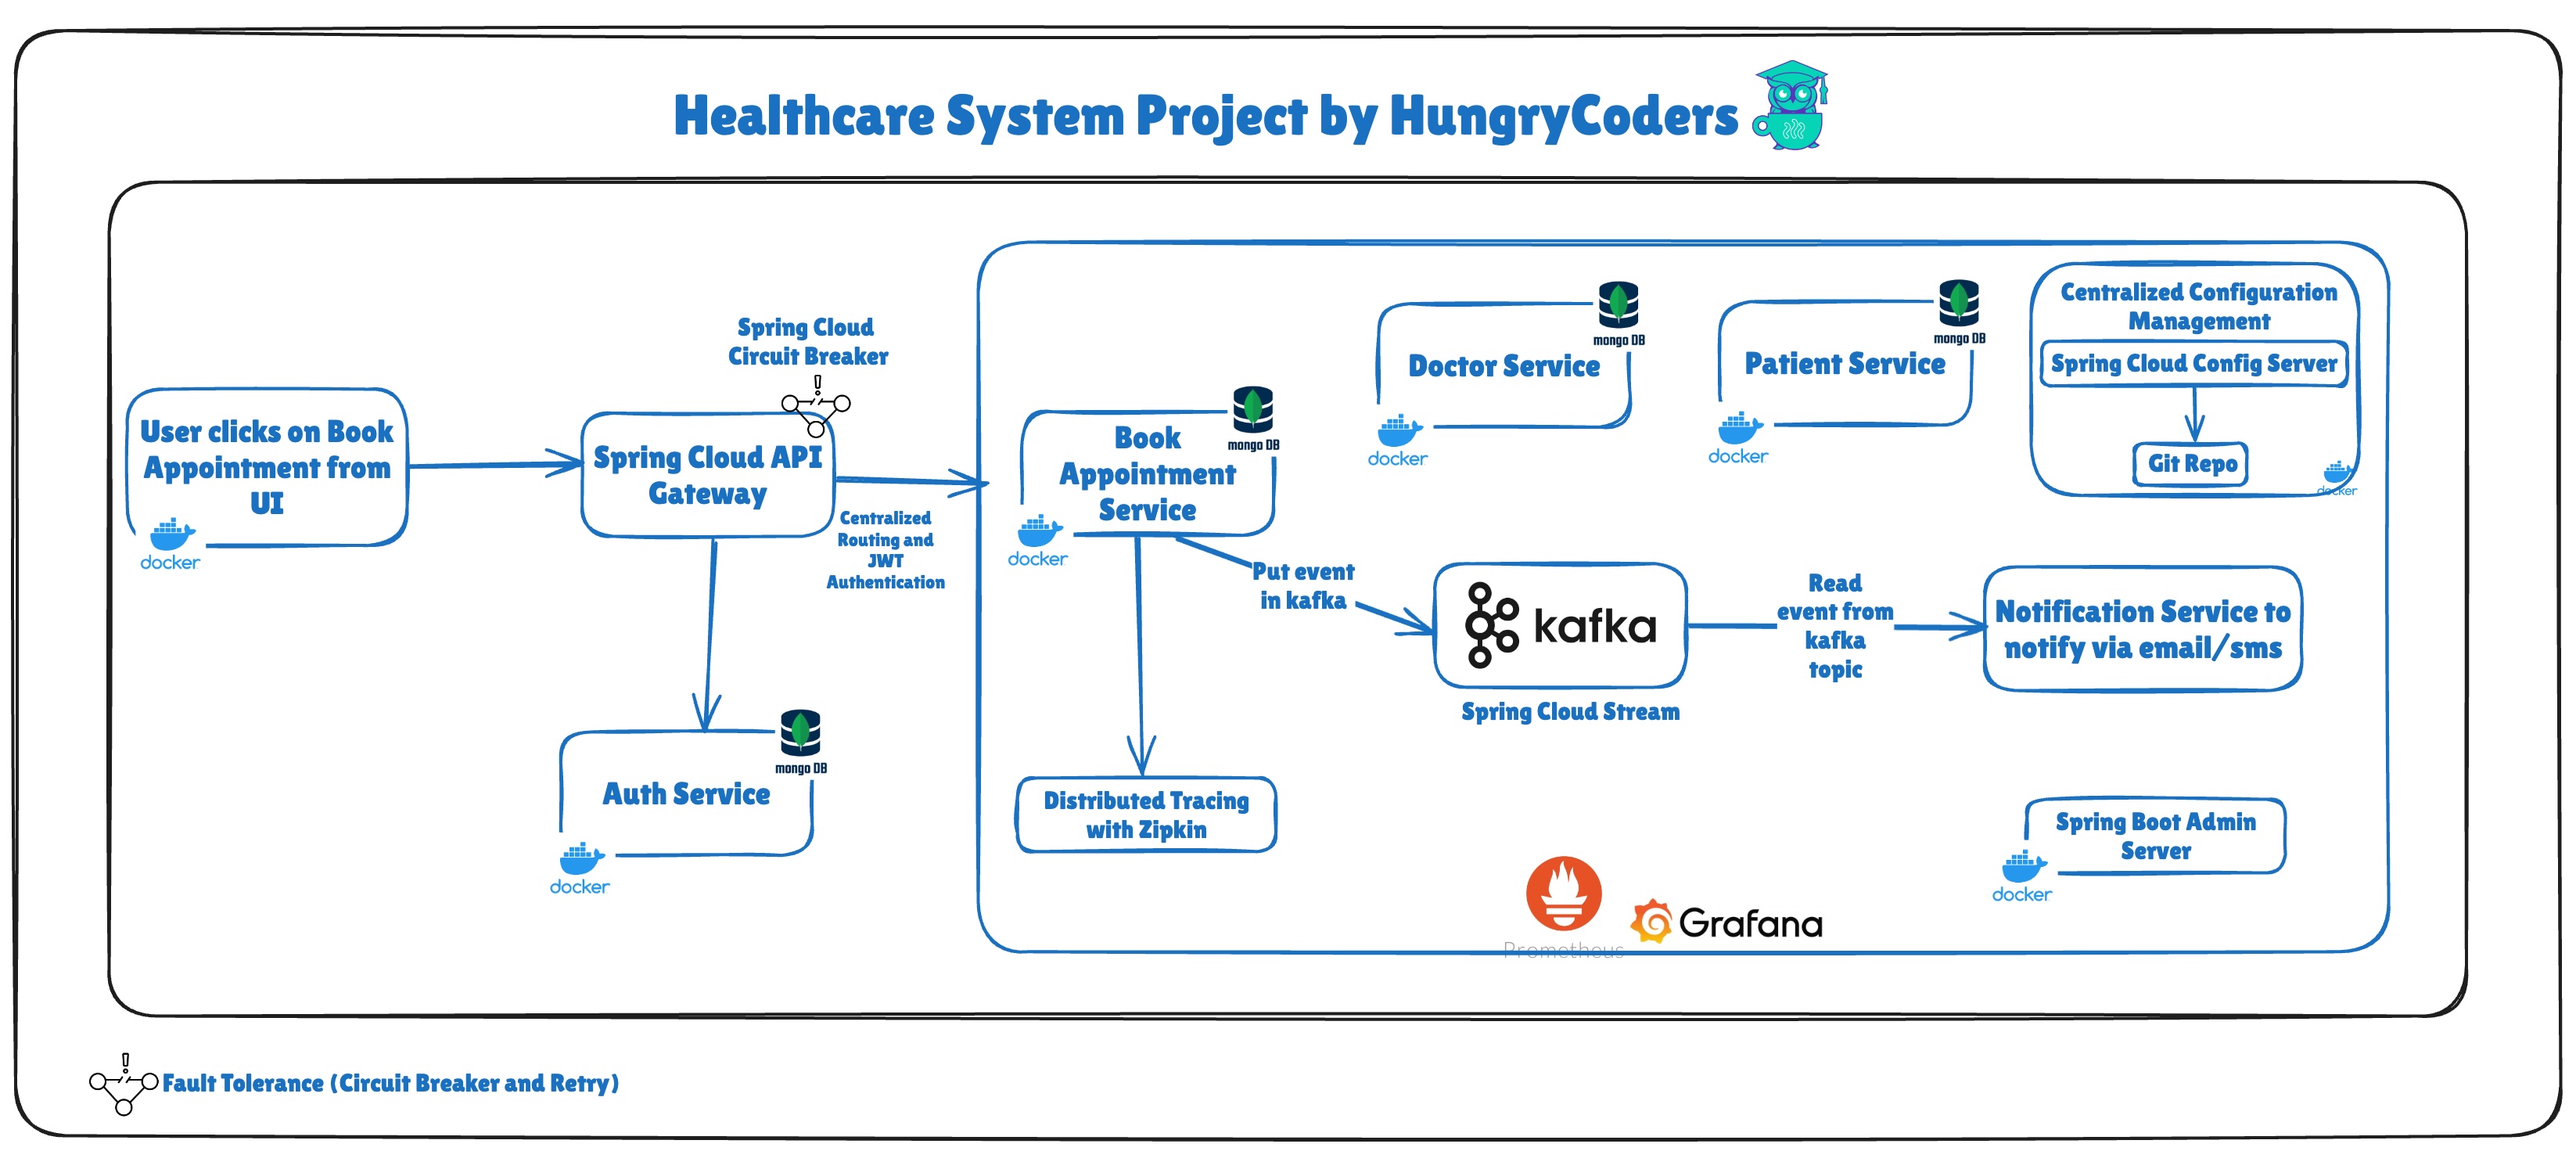 Healthcare System Project by HungryCoders
User clicks on Book
Appointment from
UI
docker
Spring Cloud
Circuit Breaker
Spring Cloud API
Gateway
Centralized
Routing and
JWT
Authentication
Auth Service
mongo DB
docker
Book
Appointment
Service
mongo DB
docker
Doctor Service
mongo DB
docker
Patient Service
mongo DB
docker
Centralized Configuration
Management
Spring Cloud Config Server
Git Repo
docker
Put event
in kafka
kafka
Spring Cloud Stream
Read
event from
kafka
topic
Notification Service to
notify via email/sms
Distributed Tracing
with Zipkin
Prometheus
Grafana
Spring Boot Admin
Server
docker
Fault Tolerance (Circuit Breaker and Retry)